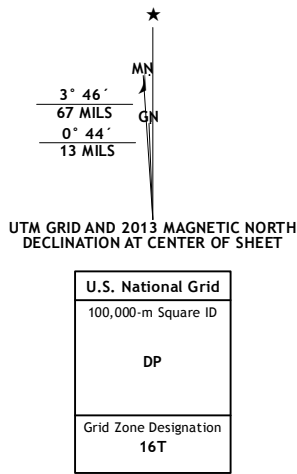 MN
3° 46´
67 MILS
GN
0° 44´
13 MILS
UTM GRID AND 2013 MAGNETIC NORTH
DECLINATION AT CENTER OF SHEET
U.S. National Grid
100,000-m Square ID
DP
Grid Zone Designation
16T